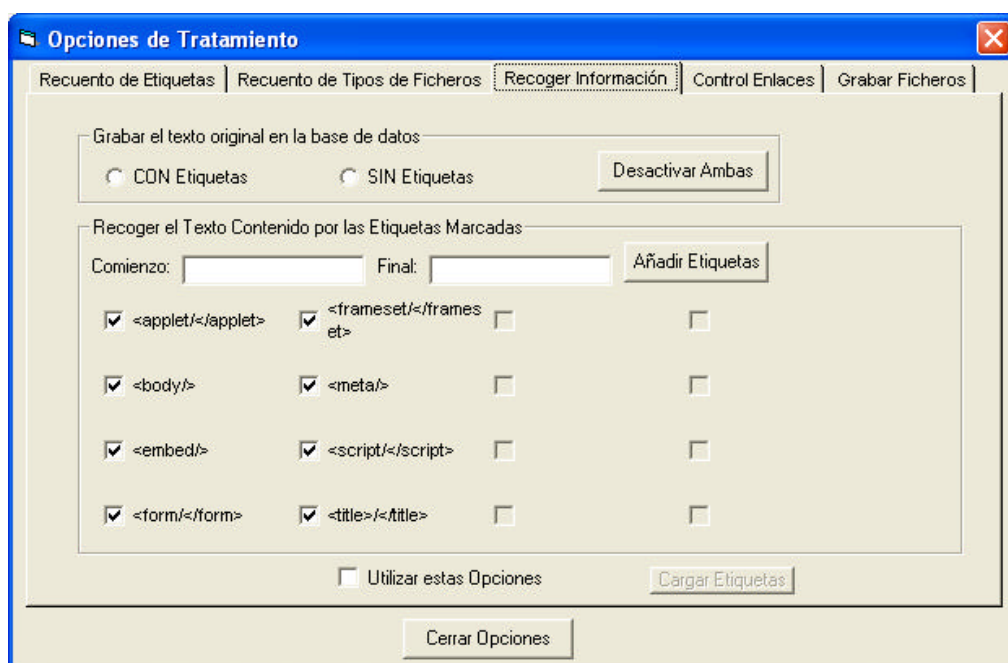 Opciones de Tratamiento
Recuento de Etiquetas Recuento de Tipos de Ficheros Recoger Información Control Enlaces Grabar Ficheros
Grabar el texto original en la base de datos
CON Etiquetas SIN Etiquetas Desactivar Ambas
Recoger el Texto Contenido por las Etiquetas Marcadas
Comienzo: Final: Añadir Etiquetas
<applet/</applet> <frameset/</frames
et>
<body/> <meta/>
<embed/> <script/</script>
<form/</form> <title>/</title>
Utilizar estas Opciones Cargar Etiquetas
Cerrar Opciones